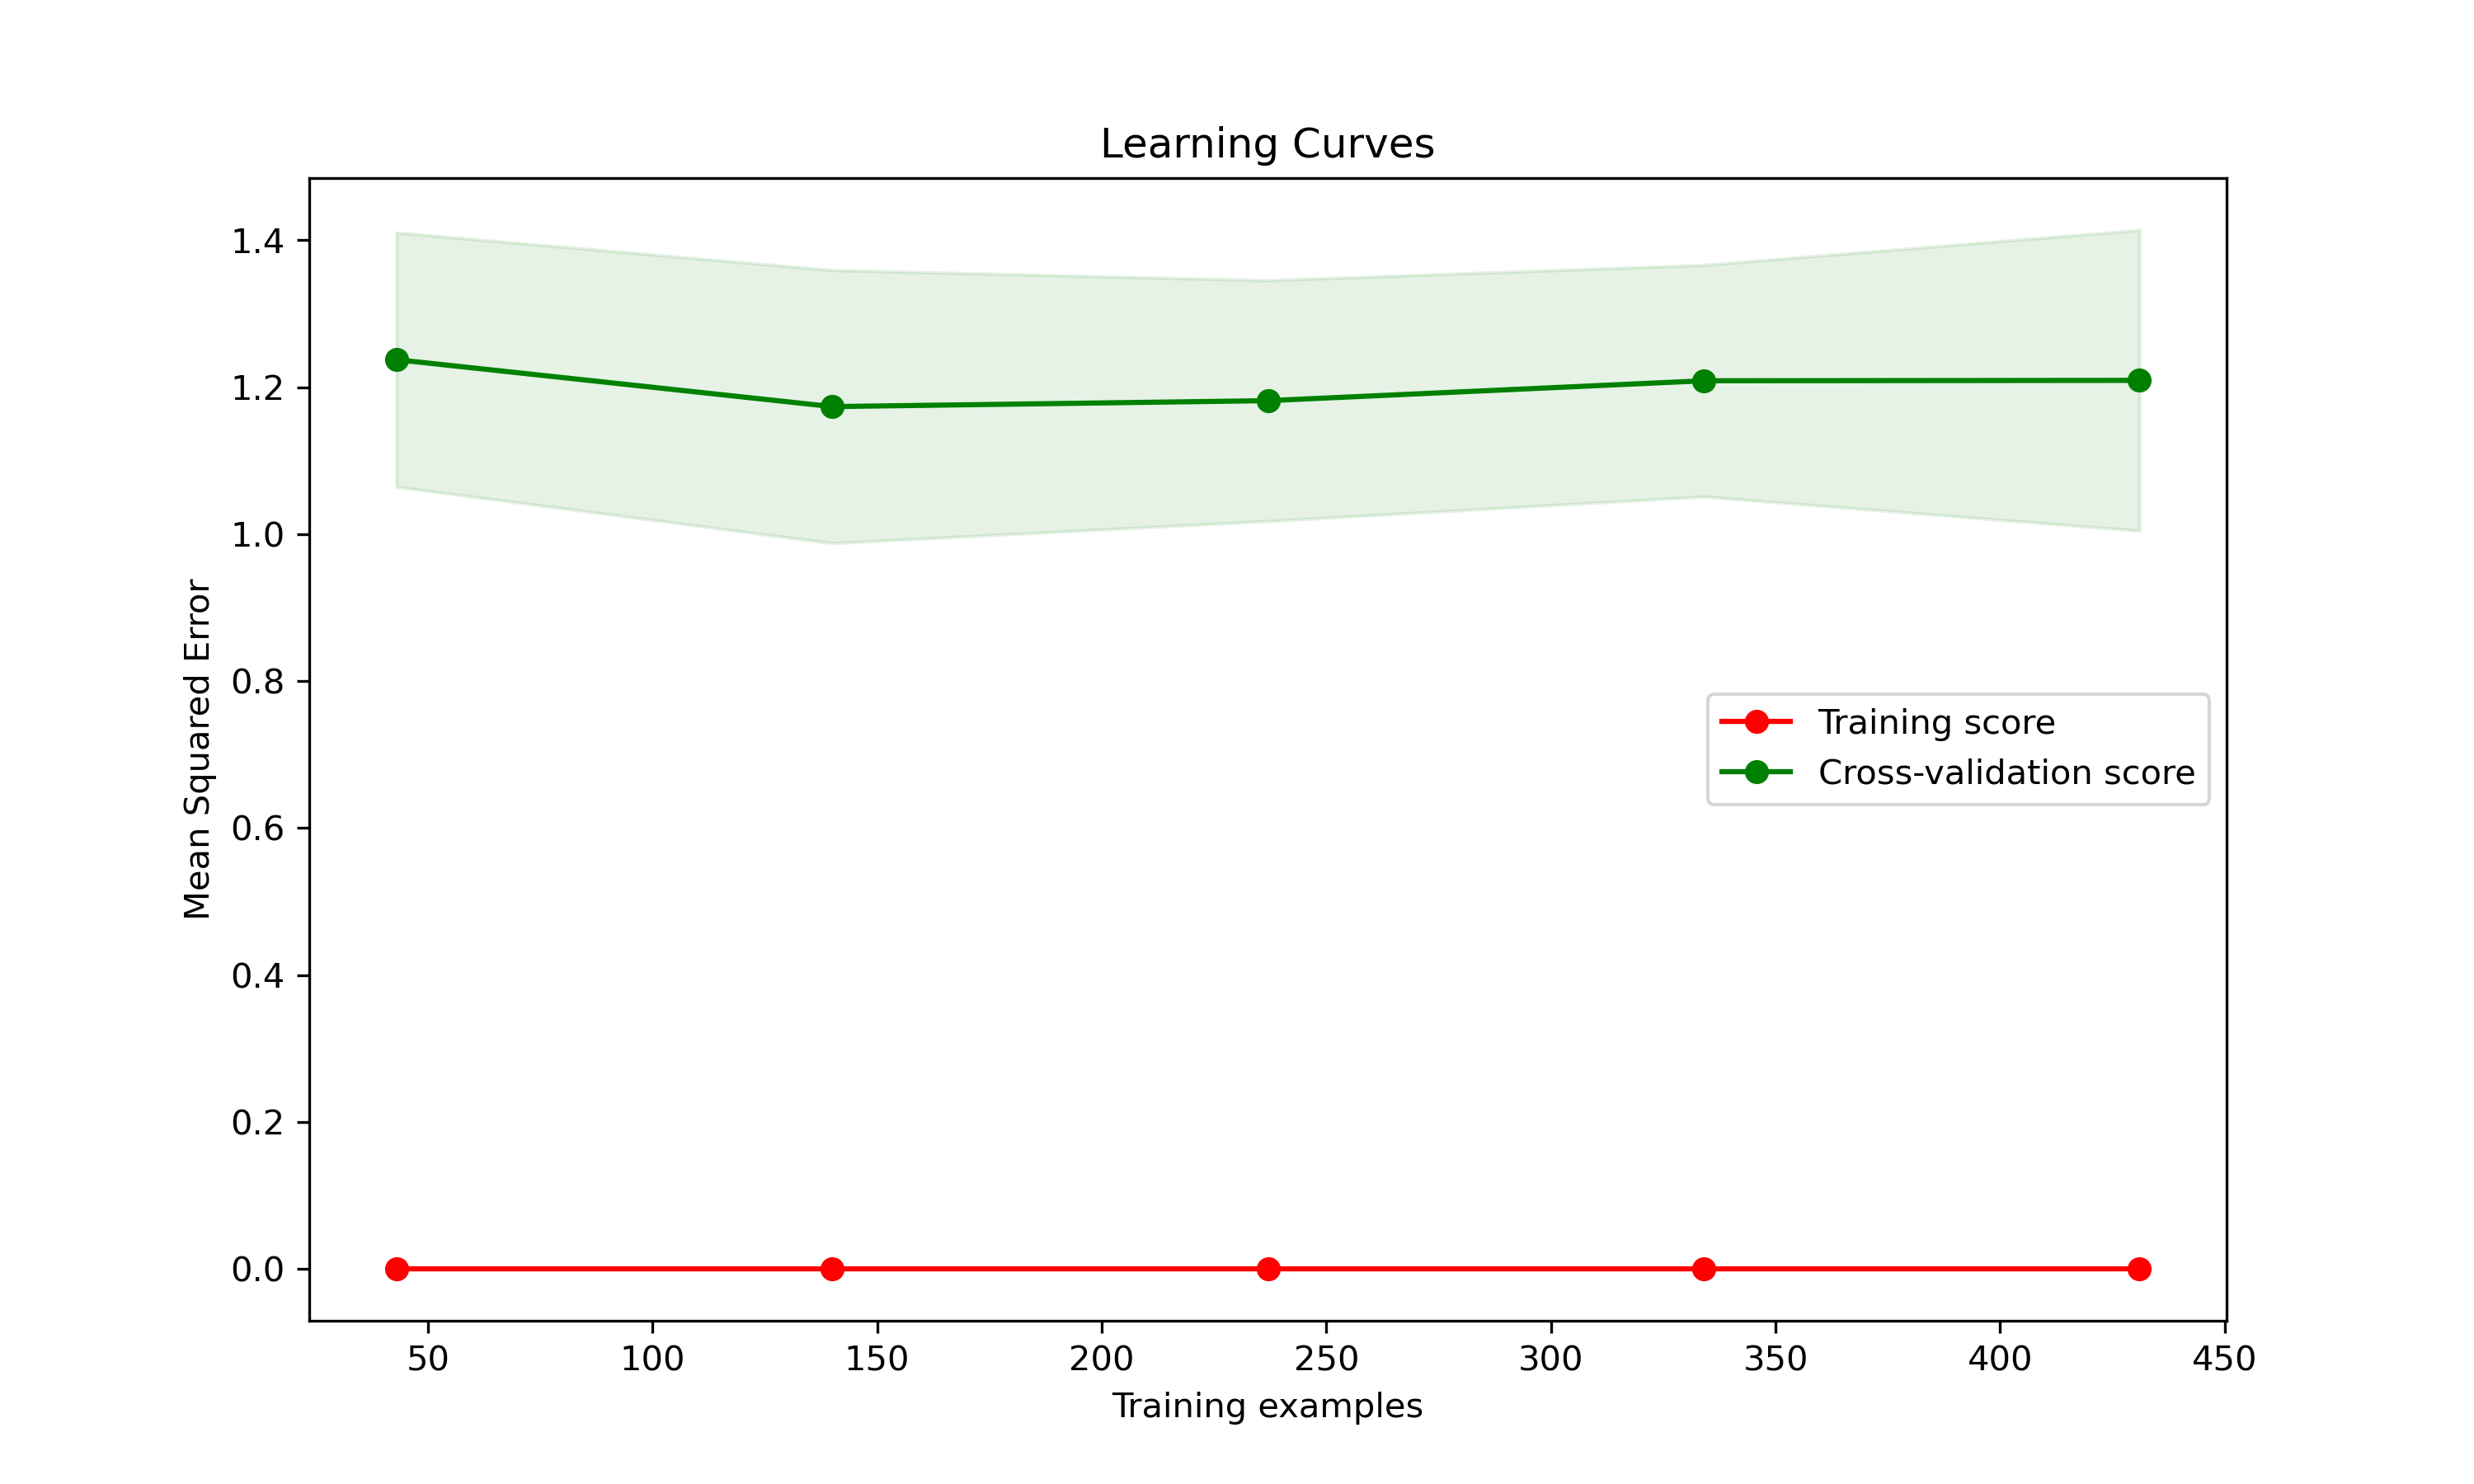 Learning Curves
1.4
1.2
1.0
0.8
0.6
0.4
0.2
0.0
Mean Squared Error
Training score
Cross-validation score
50 100 150 200 250 300 350 400 450
Training examples